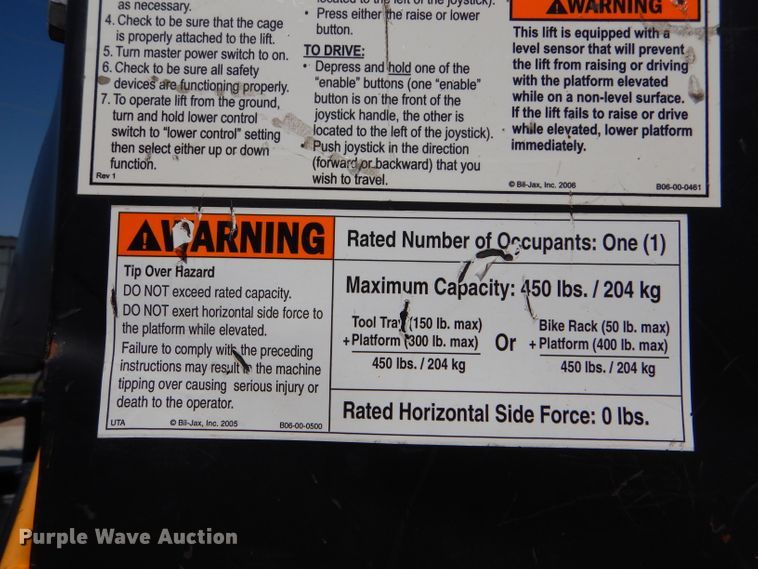 as necessary.
4. Check to be sure that the cage
is properly attached to the lift.
5. Turn master power switch to on.
6. Check to be sure all safety
devices are functioning properly.
7. To operate lift from the ground,
turn and hold lower control
switch to "lower control" setting
then select either up or down
function.
Rev 1
located to the left of the joystick).
• Press either the raise or lower
button.
TO DRIVE:
• Depress and hold one of the
"enable" buttons (one "enable"
button is on the front of the
joystick handle, the other is
located to the left of the joystick).
• Push joystick in the direction
(forward or backward) that you
wish to travel.
© Bil-Jax, Inc. 2006
WARNING
This lift is equipped with a
level sensor that will prevent
the lift from raising or driving
with the platform elevated
while on a non-level surface.
If the lift fails to raise or drive
while elevated, lower platform
immediately.
B06-00-0461
WARNING
Tip Over Hazard
DO NOT exceed rated capacity.
DO NOT exert horizontal side force to
the platform while elevated.
Failure to comply with the preceding
instructions may result in the machine
tipping over causing serious injury or
death to the operator.
UTA © Bil-Jax, Inc. 2005 B06-00-0500
Rated Number of Occupants: One (1)
Maximum Capacity: 450 lbs. / 204 kg
Tool Tray (150 lb. max)
+Platform (300 lb. max)
450 lbs. / 204 kg
Or
Bike Rack (50 lb. max)
+Platform (400 lb. max)
450 lbs. / 204 kg
Rated Horizontal Side Force: 0 lbs.
Purple Wave Auction